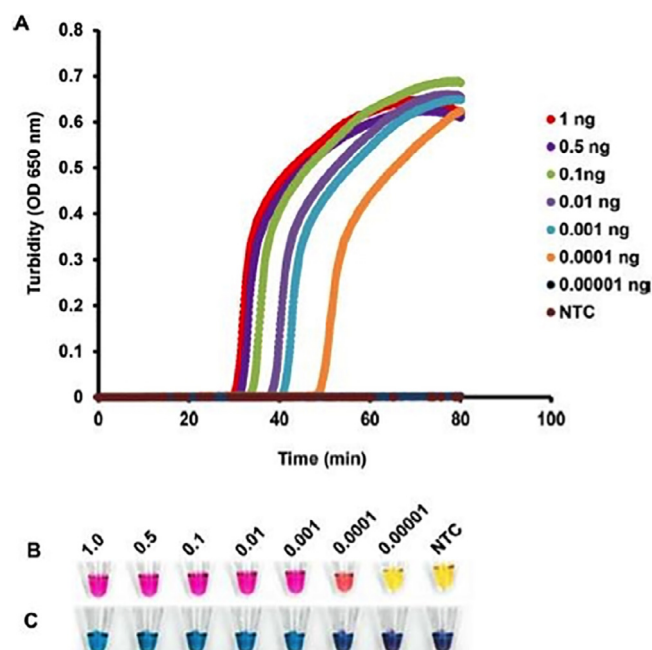 A
0.8
0.7
0.6
0.5
0.4
0.3
0.2
0.1
0
Turbidity (OD 650 nm)
0 20 40 60 80 100
Time (min)
1 ng
0.5 ng
0.1ng
0.01 ng
0.001 ng
0.0001 ng
0.00001 ng
NTC
B
1.0 0.5 0.1 0.01 0.001 0.0001 0.00001 NTC
C